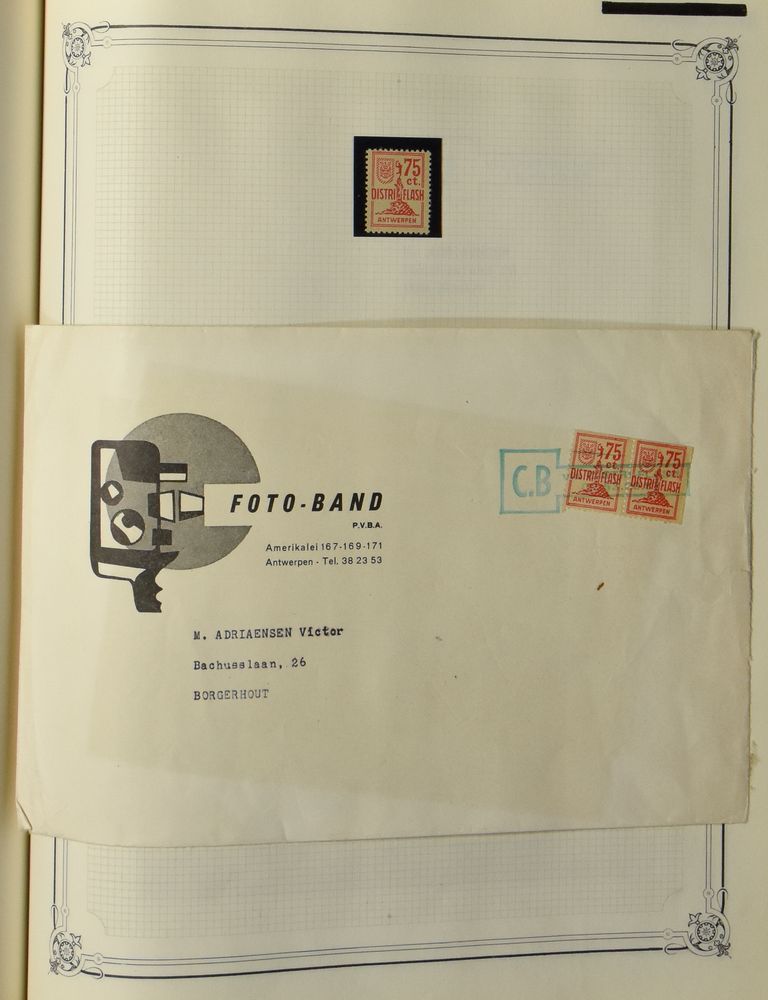 75
ct.
DISTRI FLASH
ANTWERPEN
FOTO-BAND
P.V.B.A.
Amerikalei 167-169-171
Antwerpen - Tel. 38 23 53
C.B
75
ct.
DISTRI FLASH
ANTWERPEN
75
ct.
DISTRI FLASH
ANTWERPEN
M. ADRIAENSEN Victor
Bachusslaan, 26
BORGERHOUT